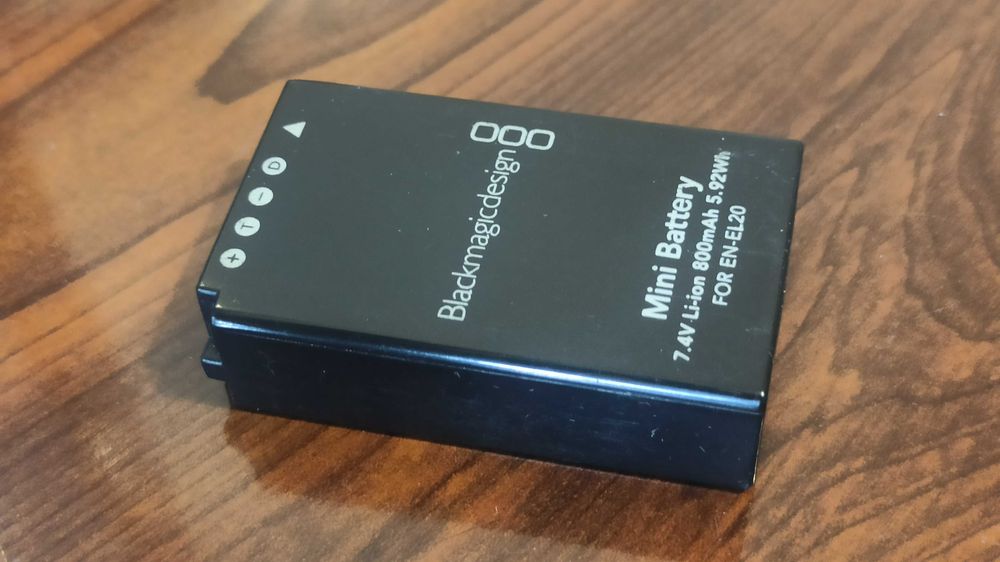 + T − D
Blackmagicdesign
Mini Battery
7.4V Li-ion 800mAh 5.92Wh
FOR EN-EL20